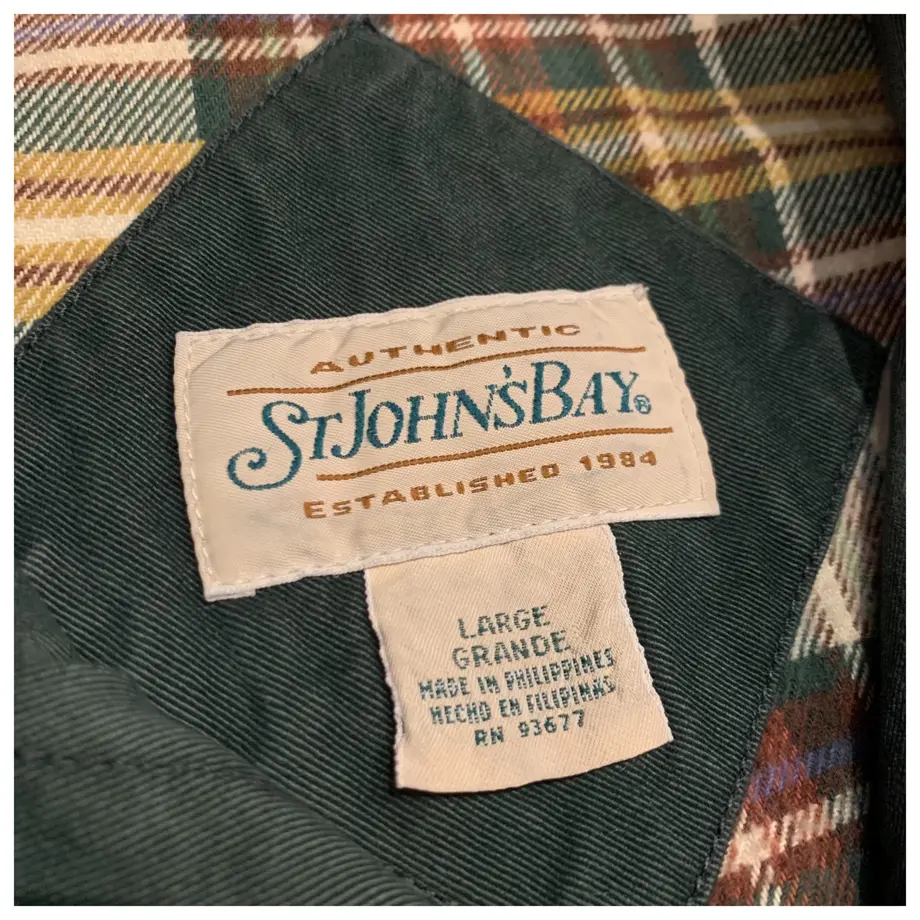 AUTHENTIC
ST JOHN'S BAY®
ESTABLISHED 1984
LARGE
GRANDE
MADE IN PHILIPPINES
HECHO EN FILIPINAS
RN 93677